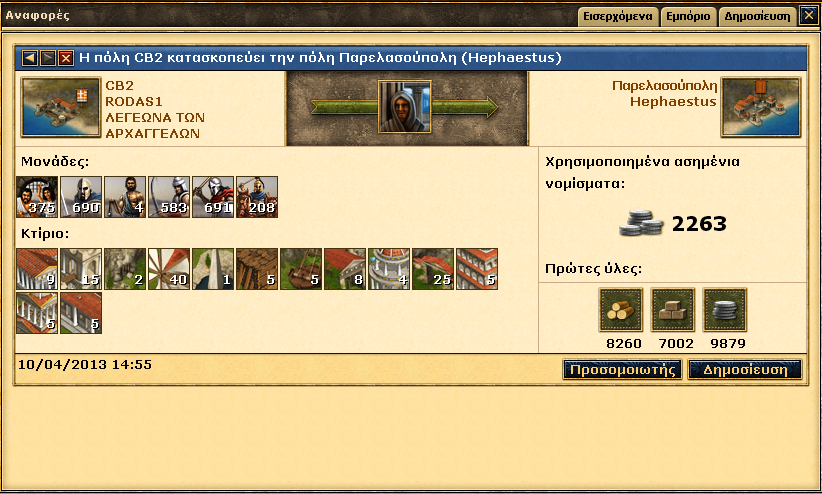 Αναφορές
Εισερχόμενα Εμπόριο Δημοσίευση
Η πόλη CB2 κατασκοπεύει την πόλη Παρελασούπολη (Hephaestus)
CB2
RODAS1
ΛΕΓΕΩΝΑ ΤΩΝ
ΑΡΧΑΓΓΕΛΩΝ
Παρελασούπολη
Hephaestus
Μονάδες:
375 690 4 583 691 208
Κτίριο:
9 15 2 40 1 5 5 8 4 25 5
5 5
Χρησιμοποιημένα ασημένια
νομίσματα:
2263
Πρώτες ύλες:
8260 7002 9879
10/04/2013 14:55
Προσομοιωτής Δημοσίευση